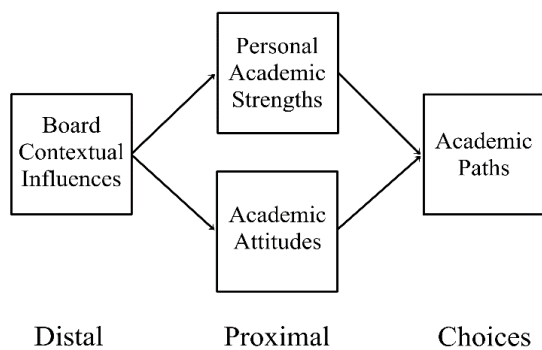 Personal
Academic
Strengths
Board
Contextual
Influences
Academic
Paths
Academic
Attitudes
Distal
Proximal
Choices